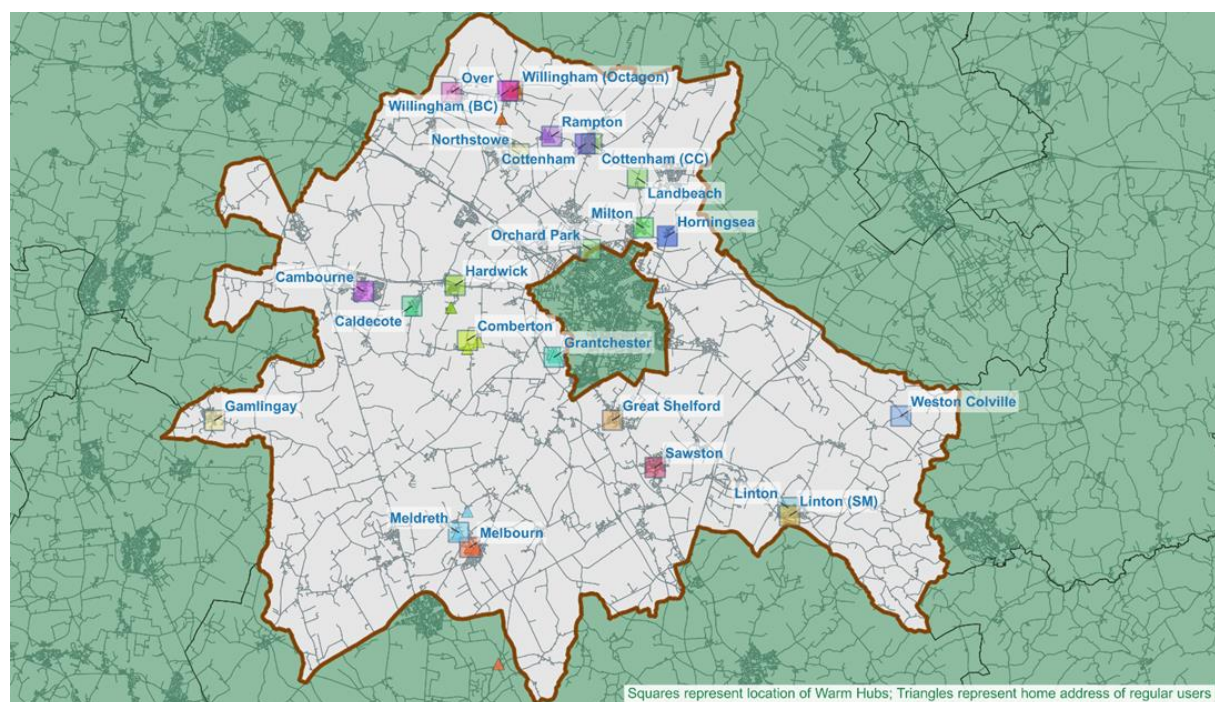 Over
Willingham (Octagon)
Willingham (BC)
Rampton
Northstowe
Cottenham
Cottenham (CC)
Landbeach
Milton
Horningsea
Orchard Park
Hardwick
Cambourne
Caldecote
Comberton
Grantchester
Gamlingay
Great Shelford
Weston Colville
Sawston
Linton
Linton (SM)
Meldreth
Melbourn
Squares represent location of Warm Hubs; Triangles represent home address of regular users